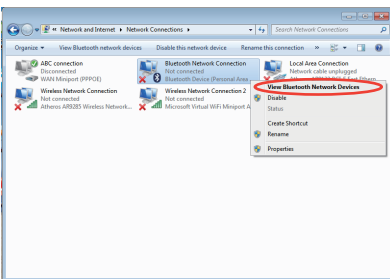 Network and Internet ▸ Network Connections ▸
Search Network Connections
Organize ▾ View Bluetooth network devices Disable this network device Rename this connection »
ABC connection
Disconnected
WAN Miniport (PPPOE)
Bluetooth Network Connection
Not connected
Bluetooth Device (Personal Area ...
Local Area Connection
Network cable unplugged
Wireless Network Connection
Not connected
Atheros AR9285 Wireless Network...
Wireless Network Connection 2
Not connected
Microsoft Virtual WiFi Miniport A
View Bluetooth Network Devices
Disable
Status
Create Shortcut
Rename
Properties